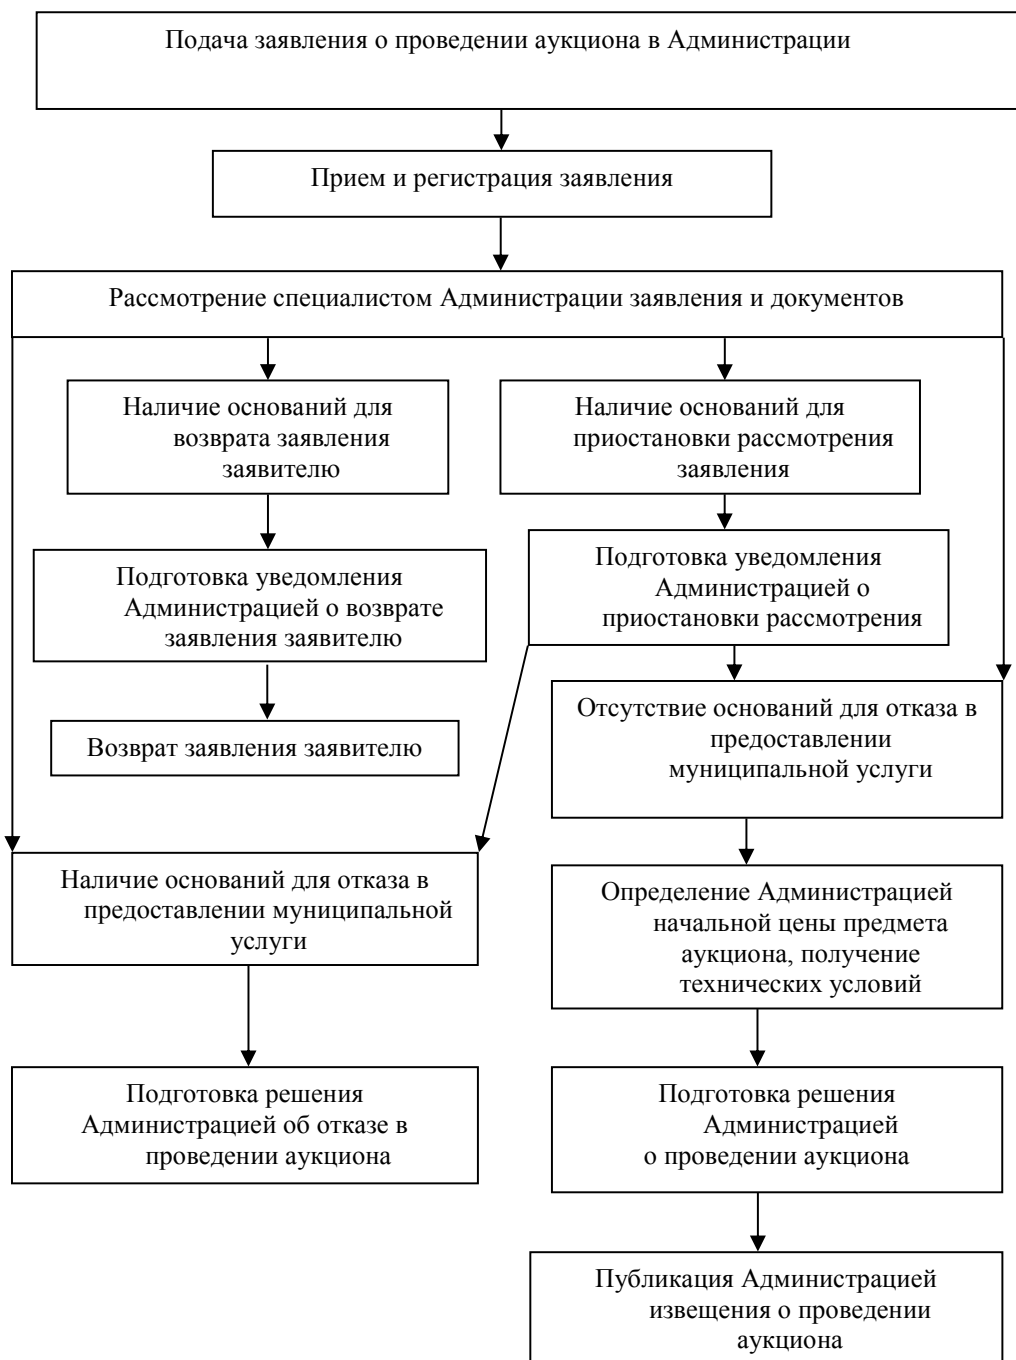 Подача заявления о проведении аукциона в Администрации
Прием и регистрация заявления
Рассмотрение специалистом Администрации заявления и документов
Наличие оснований для
возврата заявления
заявителю
Наличие оснований для
приостановки рассмотрения
заявления
Подготовка уведомления
Администрацией о возврате
заявления заявителю
Подготовка уведомления
Администрацией о
приостановки рассмотрения
Возврат заявления заявителю
Отсутствие оснований для отказа в
предоставлении
муниципальной услуги
Наличие оснований для отказа в
предоставлении муниципальной
услуги
Определение Администрацией
начальной цены предмета
аукциона, получение
технических условий
Подготовка решения
Администрацией об отказе в
проведении аукциона
Подготовка решения
Администрацией
о проведении аукциона
Публикация Администрацией
извещения о проведении
аукциона